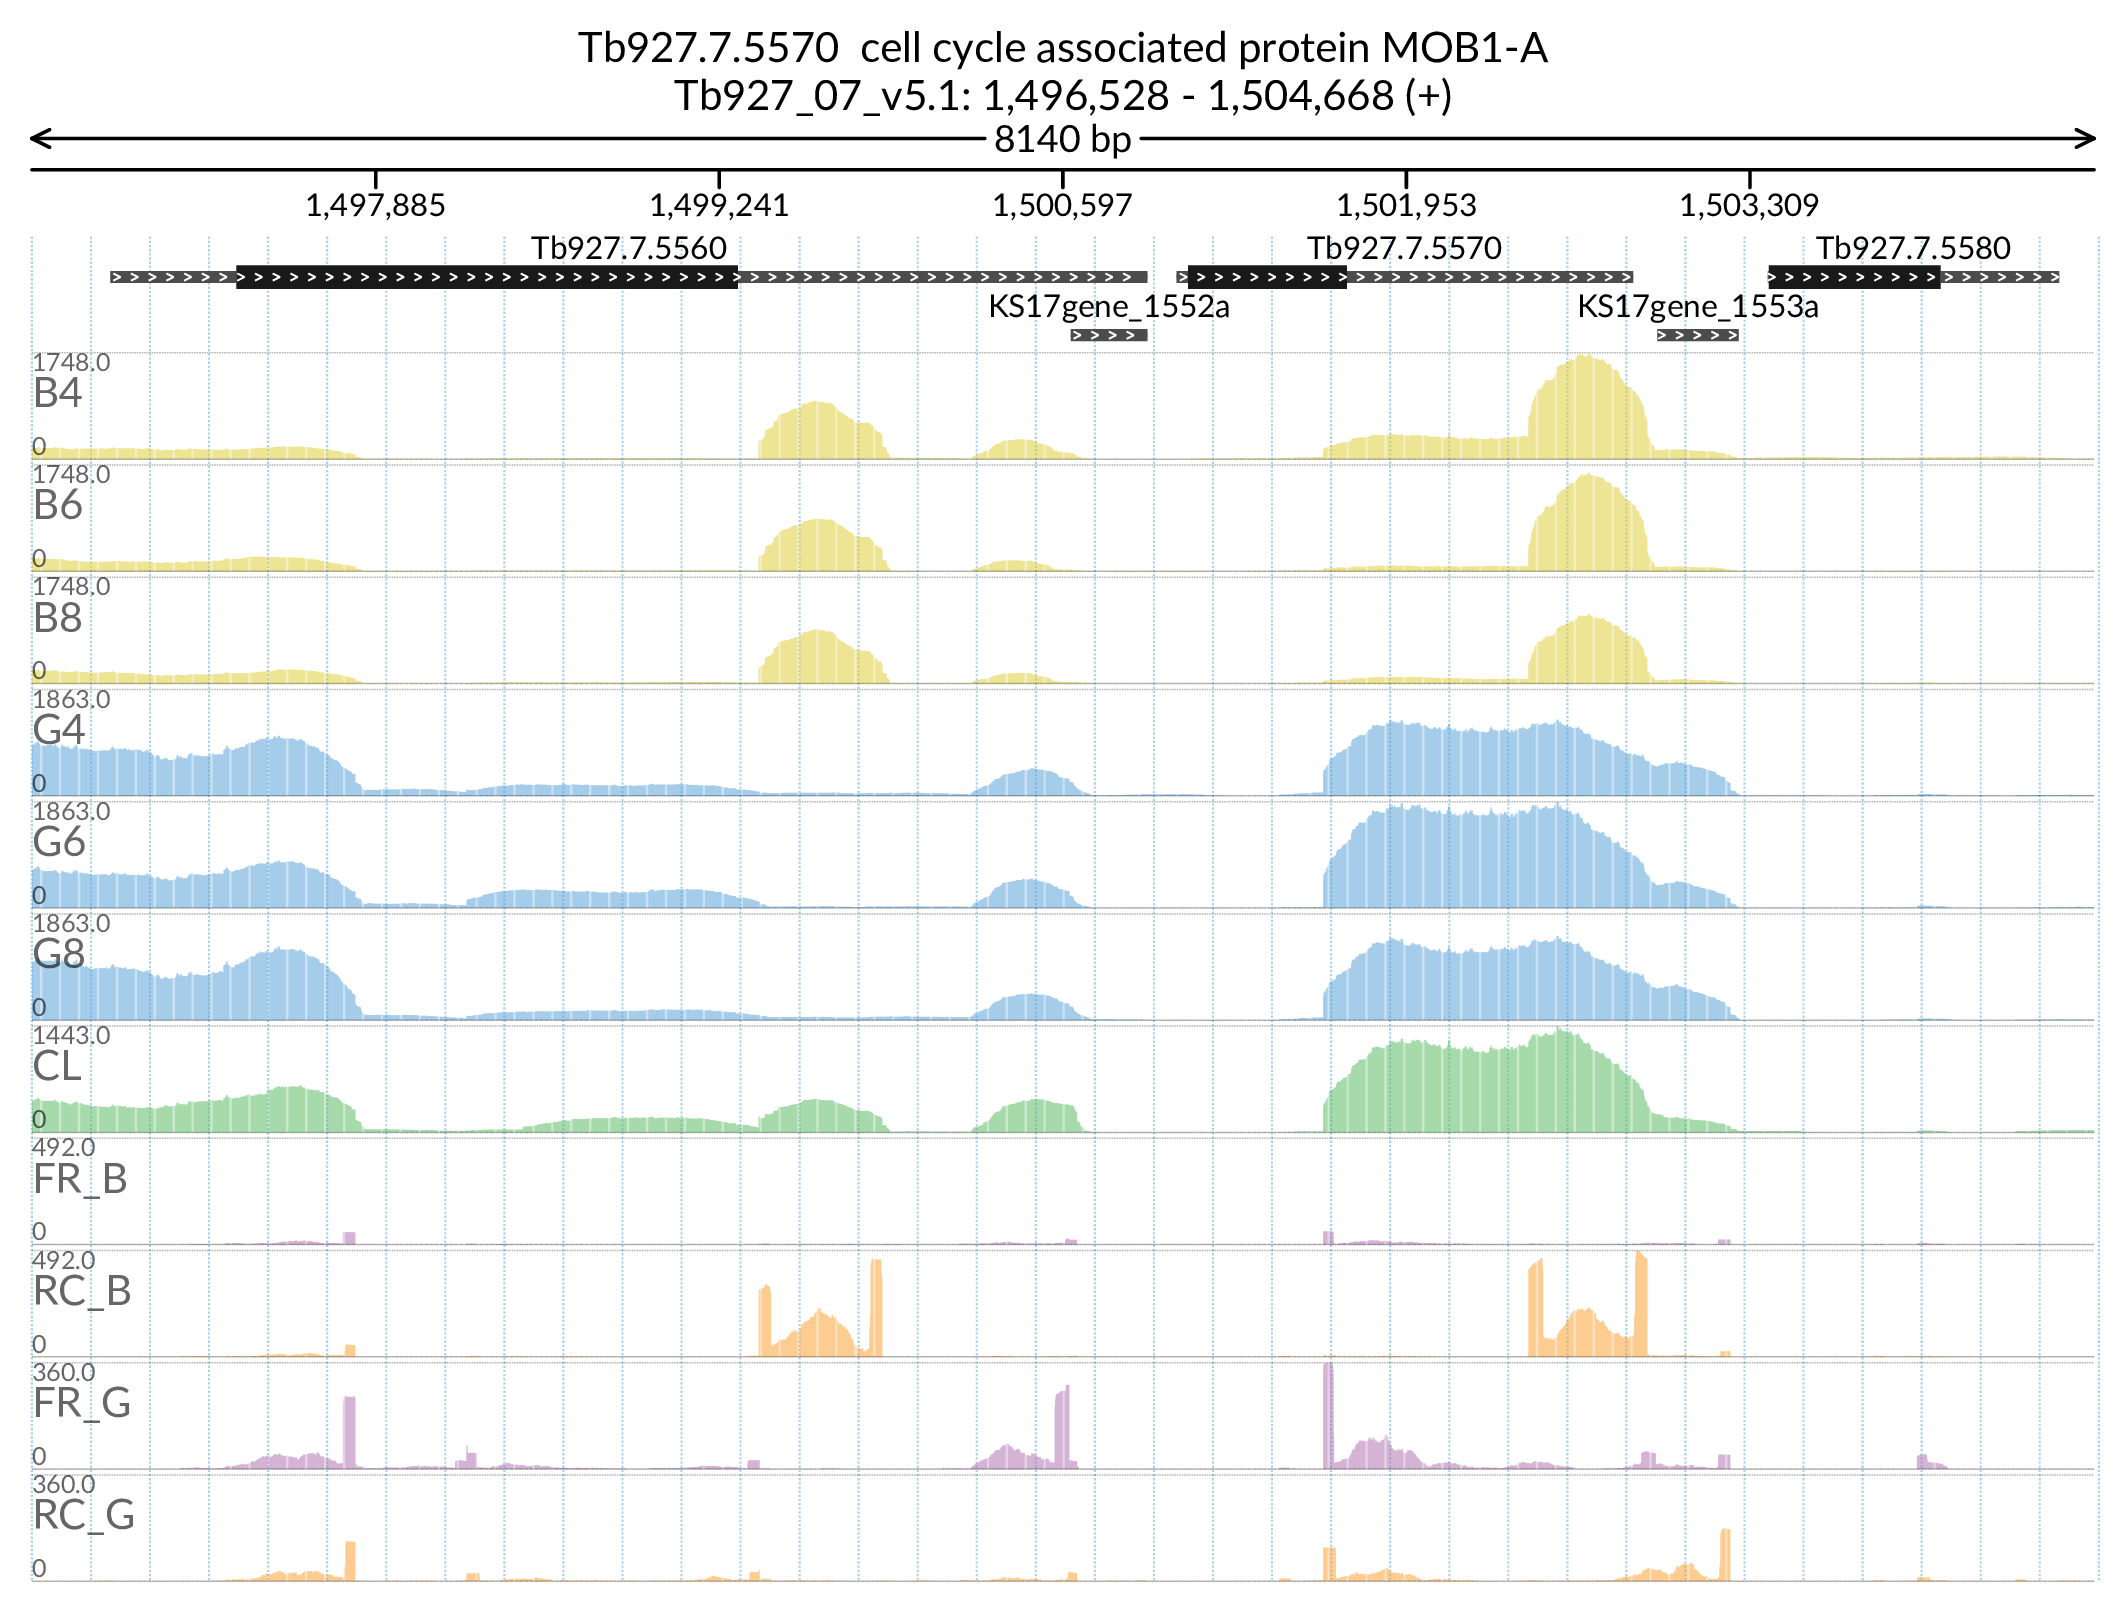 Tb927.7.5570  cell cycle associated protein MOB1-A
Tb927_07_v5.1: 1,496,528 - 1,504,668 (+)
8140 bp
1,497,885 1,499,241 1,500,597 1,501,953 1,503,309
Tb927.7.5560 Tb927.7.5570 Tb927.7.5580
KS17gene_1552a KS17gene_1553a
1748.0
B4
0
1748.0
B6
0
1748.0
B8
0
1863.0
G4
0
1863.0
G6
0
1863.0
G8
0
1443.0
CL
0
492.0
FR_B
0
492.0
RC_B
0
360.0
FR_G
0
360.0
RC_G
0